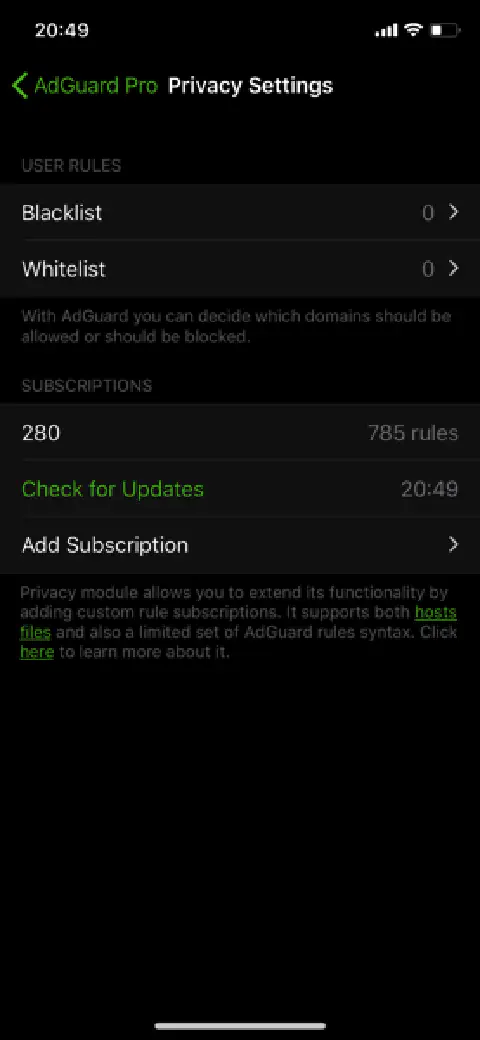 20:49
AdGuard Pro Privacy Settings
USER RULES
Blacklist 0
Whitelist 0
With AdGuard you can decide which domains should be
allowed or should be blocked.
SUBSCRIPTIONS
280 785 rules
Check for Updates 20:49
Add Subscription
Privacy module allows you to extend its functionality by
adding custom rule subscriptions. It supports both hosts
files and also a limited set of AdGuard rules syntax. Click
here to learn more about it.